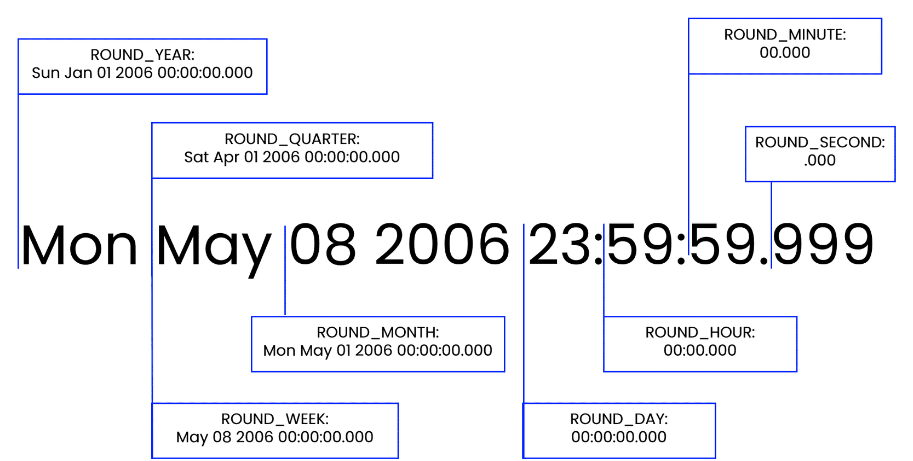 ROUND_MINUTE:
00.000
ROUND_YEAR:
Sun Jan 01 2006 00:00:00.000
ROUND_QUARTER:
Sat Apr 01 2006 00:00:00.000
ROUND_SECOND:
.000
Mon May 08 2006 23:59:59.999
ROUND_MONTH:
Mon May 01 2006 00:00:00.000
ROUND_HOUR:
00:00.000
ROUND_WEEK:
May 08 2006 00:00:00.000
ROUND_DAY:
00:00:00.000